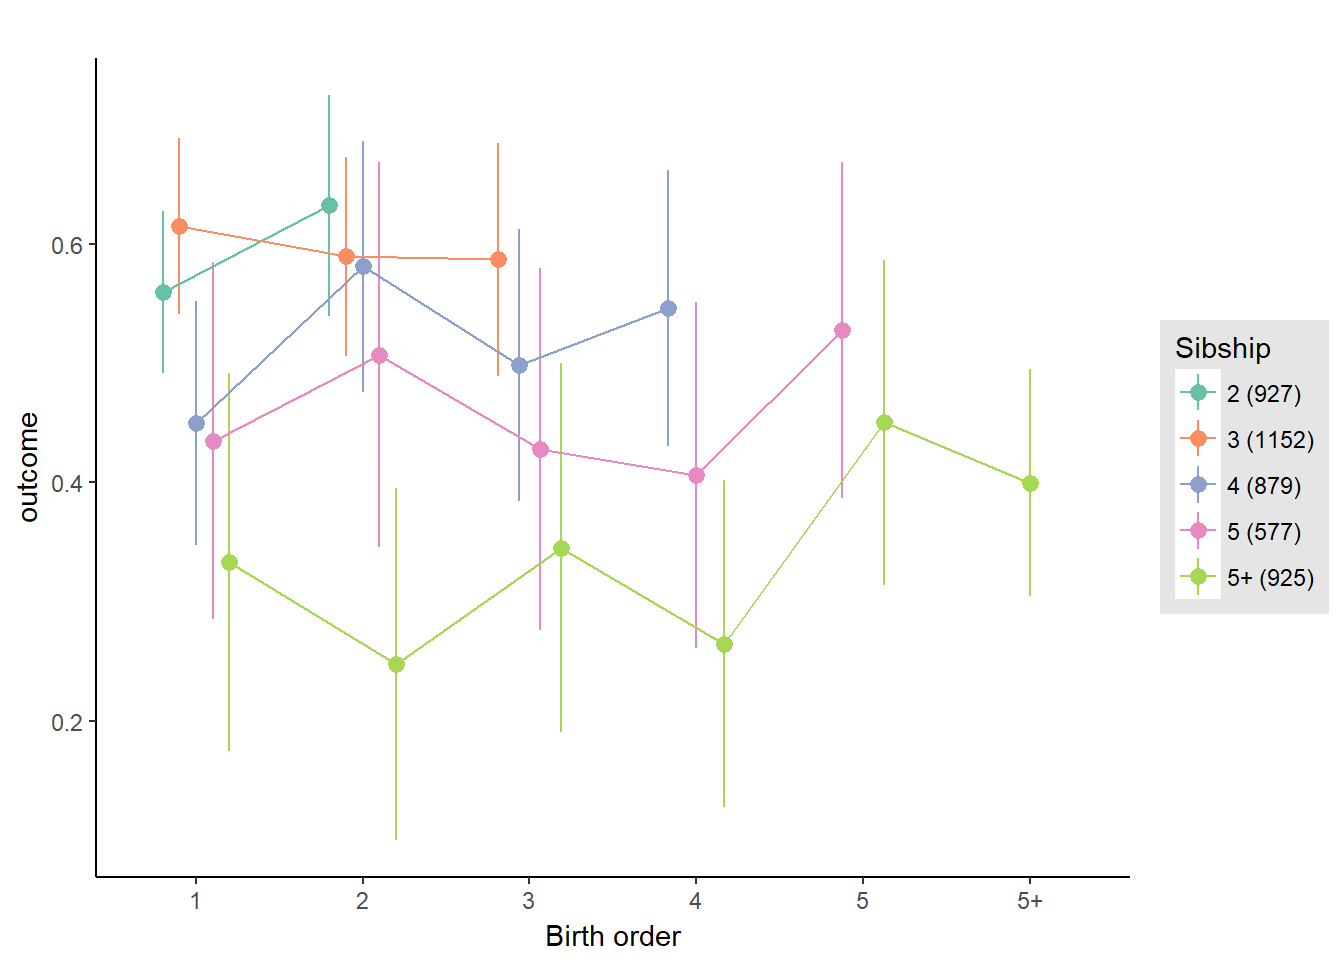 outcome
0.6
0.4
0.2
1 2 3 4 5 5+
Birth order
Sibship
2 (927)
3 (1152)
4 (879)
5 (577)
5+ (925)